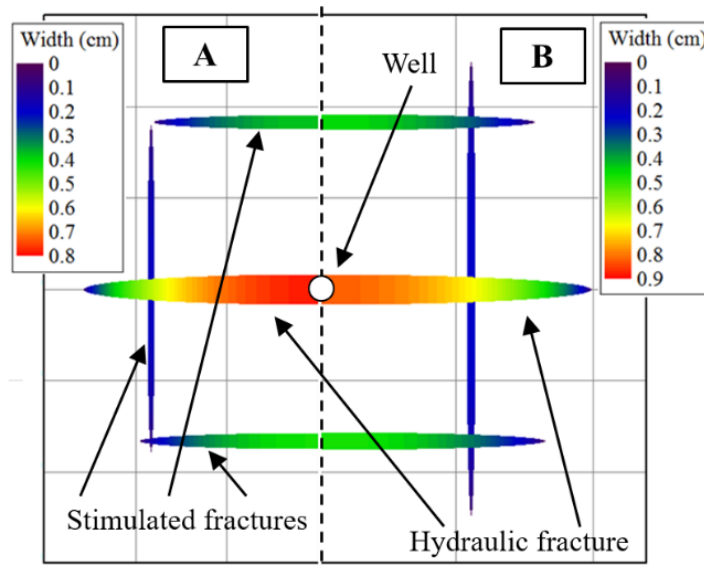 Width (cm)
0
0.1
0.2
0.3
0.4
0.5
0.6
0.7
0.8
A
Well
B
Width (cm)
0
0.1
0.2
0.3
0.4
0.5
0.6
0.7
0.8
0.9
Stimulated fractures
Hydraulic fracture